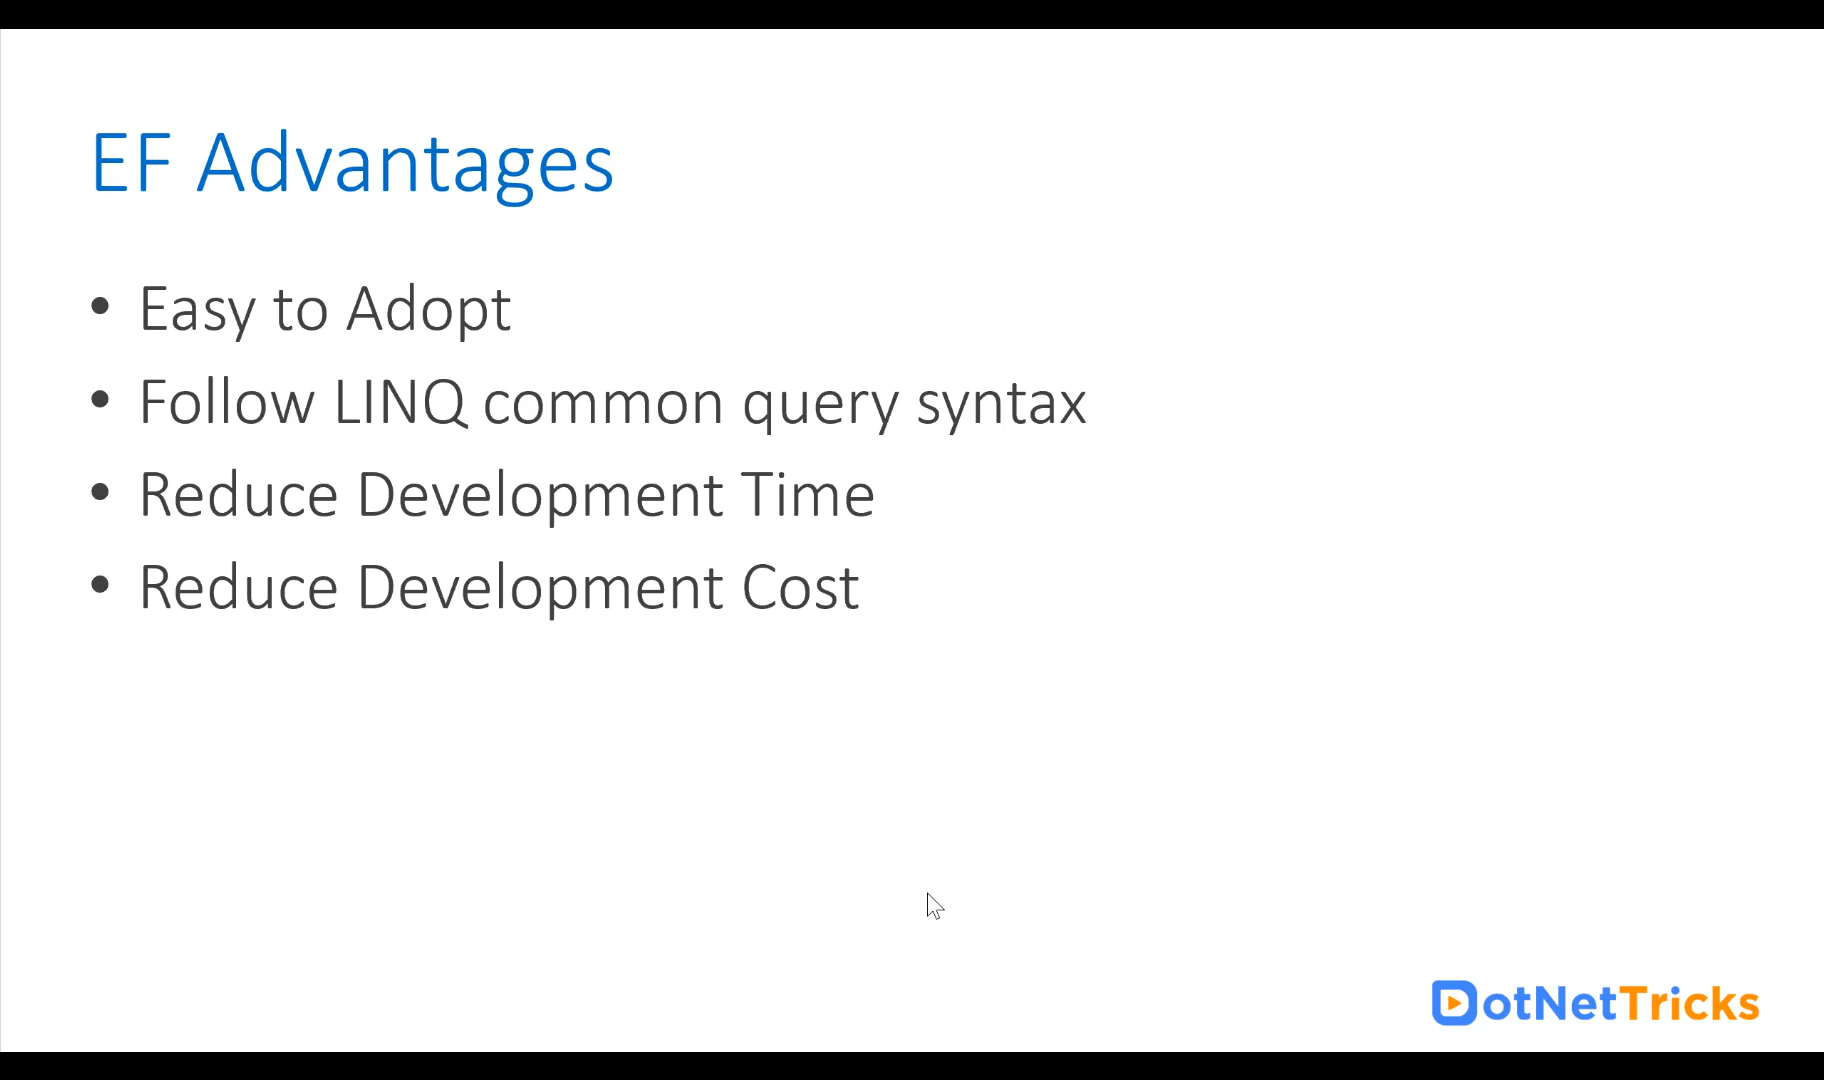 EF Advantages
• Easy to Adopt
• Follow LINQ common query syntax
• Reduce Development Time
• Reduce Development Cost
DotNetTricks